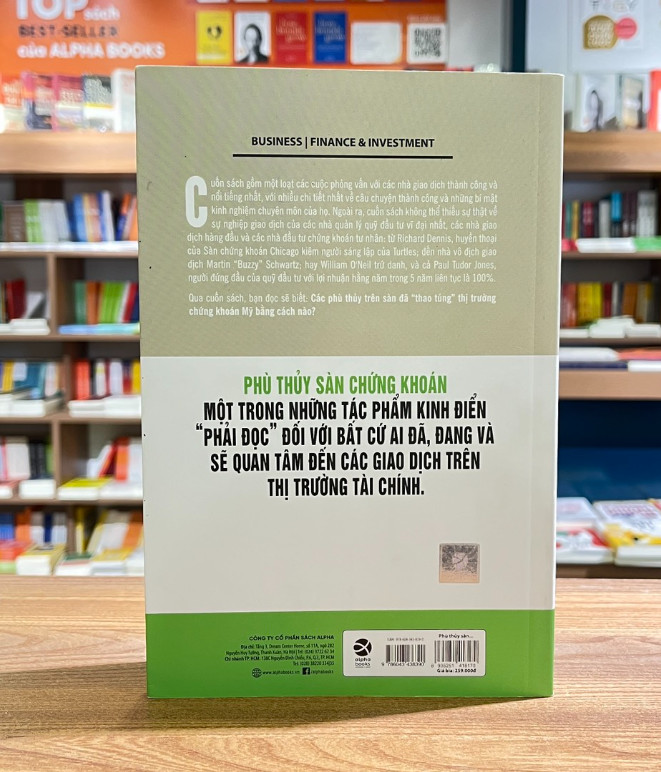 TOP sách
BEST-SELLER
của ALPHA BOOKS
BUSINESS | FINANCE & INVESTMENT
Cuốn sách gồm một loạt các cuộc phỏng vấn với các nhà giao dịch thành công và
nổi tiếng nhất, với nhiều chi tiết nhất về câu chuyện thành công và những bí mật
kinh nghiệm chuyên môn của họ. Ngoài ra, cuốn sách không thể thiếu sự thật về
sự nghiệp giao dịch của các nhà quản lý quỹ đầu tư vĩ đại nhất, các nhà giao
dịch hàng đầu và các nhà đầu tư chứng khoán tư nhân: từ Richard Dennis, huyền thoại
của Sàn chứng khoán Chicago kiêm người sáng lập của Turtles; đến nhà vô địch giao
dịch Martin "Buzzy" Schwartz; hay William O'Neil trứ danh, và cả Paul Tudor Jones,
người đứng đầu của quỹ đầu tư với lợi nhuận hằng năm trong 5 năm liên tục là 100%.
Qua cuốn sách, bạn đọc sẽ biết: Các phù thủy trên sàn đã "thao túng" thị trường
chứng khoán Mỹ bằng cách nào?
PHÙ THỦY SÀN CHỨNG KHOÁN
MỘT TRONG NHỮNG TÁC PHẨM KINH ĐIỂN
"PHẢI ĐỌC" ĐỐI VỚI BẤT CỨ AI ĐÃ, ĐANG VÀ
SẼ QUAN TÂM ĐẾN CÁC GIAO DỊCH TRÊN
THỊ TRƯỜNG TÀI CHÍNH.
CÔNG TY CỔ PHẦN SÁCH ALPHA
alpha
books
Phù thủy sàn...
Giá bìa: 259.000đ